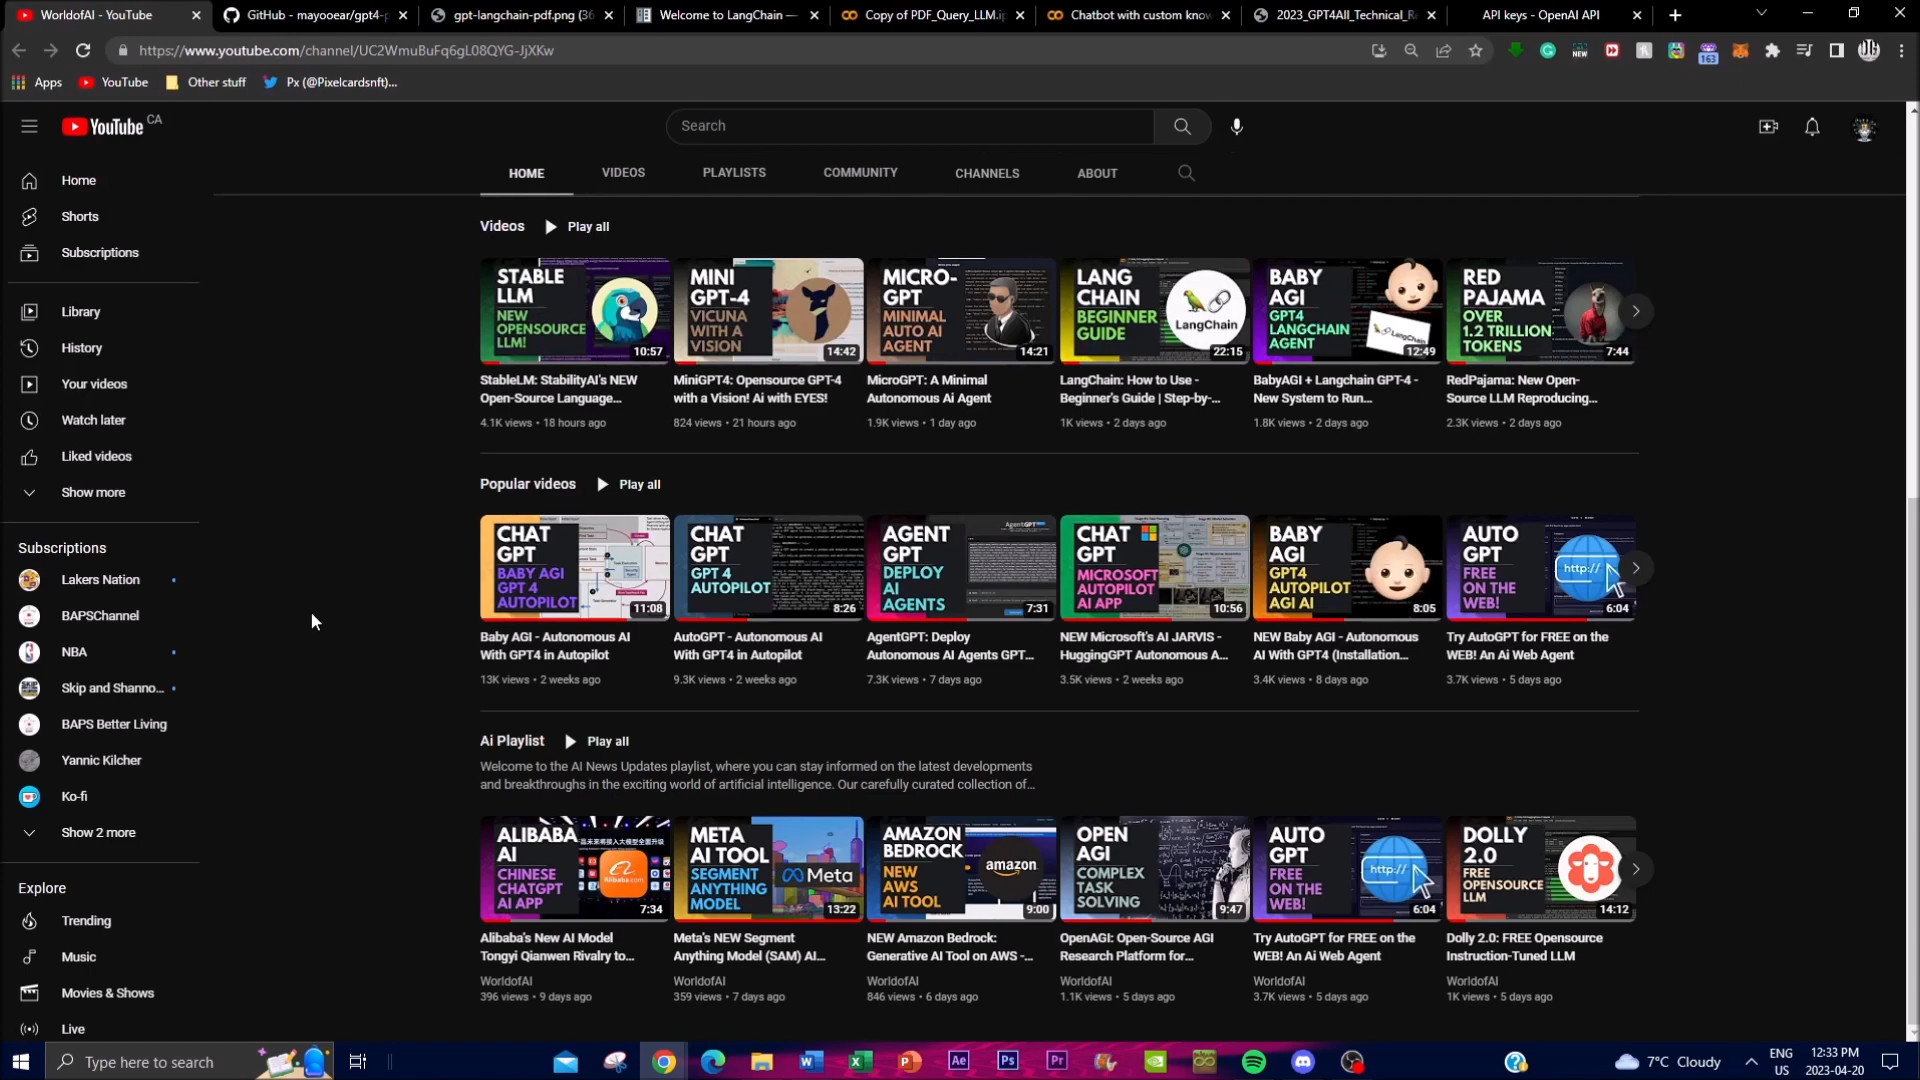 WorldofAI - YouTube
GitHub - mayooear/gpt4-p
gpt-langchain-pdf.png (36
Welcome to LangChain —
Copy of PDF_Query_LLM.ip
Chatbot with custom know
2023_GPT4All_Technical_Re
API keys - OpenAI API
https://www.youtube.com/channel/UC2WmuBuFq6gL08QYG-JjXKw
163
Apps
YouTube
Other stuff
Px (@Pixelcardsnft)...
YouTube CA
Search
HOME
VIDEOS
PLAYLISTS
COMMUNITY
CHANNELS
ABOUT
Home
Shorts
Subscriptions
Library
History
Your videos
Watch later
Liked videos
Show more
Subscriptions
Lakers Nation
BAPSChannel
NBA
Skip and Shanno...
BAPS Better Living
Yannic Kilcher
Ko-fi
Show 2 more
Explore
Trending
Music
Movies & Shows
Live
Videos
Play all
STABLE
LLM
NEW
OPENSOURCE
LLM!
10:57
StableLM: StabilityAI's NEW
Open-Source Language...
4.1K views • 18 hours ago
MINI
GPT-4
VICUNA
WITH A
VISION
14:42
MiniGPT4: Opensource GPT-4
with a Vision! Ai with EYES!
824 views • 21 hours ago
MICRO-
GPT
MINIMAL
AUTO AI
AGENT
14:21
MicroGPT: A Minimal
Autonomous Ai Agent
1.9K views • 1 day ago
LANG
CHAIN
BEGINNER
GUIDE
LangChain
22:15
LangChain: How to Use -
Beginner's Guide | Step-by-...
1K views • 2 days ago
BABY
AGI
GPT4
LANGCHAIN
AGENT
LangChain
12:49
BabyAGI + Langchain GPT-4 -
New System to Run...
1.8K views • 2 days ago
RED
PAJAMA
OVER
1.2 TRILLION
TOKENS
7:44
RedPajama: New Open-
Source LLM Reproducing...
2.3K views • 2 days ago
Popular videos
Play all
CHAT
GPT
BABY AGI
GPT 4
AUTOPILOT
11:08
Baby AGI - Autonomous AI
With GPT4 in Autopilot
13K views • 2 weeks ago
CHAT
GPT
GPT 4
AUTOPILOT
8:26
AutoGPT - Autonomous AI
With GPT4 in Autopilot
9.3K views • 2 weeks ago
AGENT
GPT
DEPLOY
AI
AGENTS
AgentGPT
7:31
AgentGPT: Deploy
Autonomous AI Agents GPT...
7.3K views • 7 days ago
CHAT
GPT
MICROSOFT
AUTOPILOT
AI APP
10:56
NEW Microsoft's AI JARVIS -
HuggingGPT Autonomous A...
3.5K views • 2 weeks ago
BABY
AGI
GPT4
AUTOPILOT
AGI AI
8:05
NEW Baby AGI - Autonomous
AI With GPT4 (Installation...
3.4K views • 8 days ago
AUTO
GPT
FREE
ON THE
WEB!
http://
6:04
Try AutoGPT for FREE on the
WEB! An Ai Web Agent
3.7K views • 5 days ago
Ai Playlist
Play all
Welcome to the AI News Updates playlist, where you can stay informed on the latest developments
and breakthroughs in the exciting world of artificial intelligence. Our carefully curated collection of...
ALIBABA
AI
CHINESE
CHATGPT
AI APP
Alibaba.com
7:34
Alibaba's New AI Model
Tongyi Qianwen Rivalry to...
WorldofAI
396 views • 9 days ago
META
AI TOOL
SEGMENT
ANYTHING
MODEL
Meta
13:22
Meta's NEW Segment
Anything Model (SAM) AI...
WorldofAI
359 views • 7 days ago
AMAZON
BEDROCK
NEW
AWS
AI TOOL
amazon
9:00
NEW Amazon Bedrock:
Generative AI Tool on AWS -...
WorldofAI
846 views • 6 days ago
OPEN
AGI
COMPLEX
TASK
SOLVING
9:47
OpenAGI: Open-Source AGI
Research Platform for...
WorldofAI
1.1K views • 5 days ago
AUTO
GPT
FREE
ON THE
WEB!
http://
6:04
Try AutoGPT for FREE on the
WEB! An Ai Web Agent
WorldofAI
3.7K views • 5 days ago
DOLLY
2.0
FREE
OPENSOURCE
LLM
14:12
Dolly 2.0: FREE Opensource
Instruction-Tuned LLM
WorldofAI
1K views • 5 days ago
Type here to search
Ae
Ps
Pr
7°C Cloudy
ENG
US
12:33 PM
2023-04-20